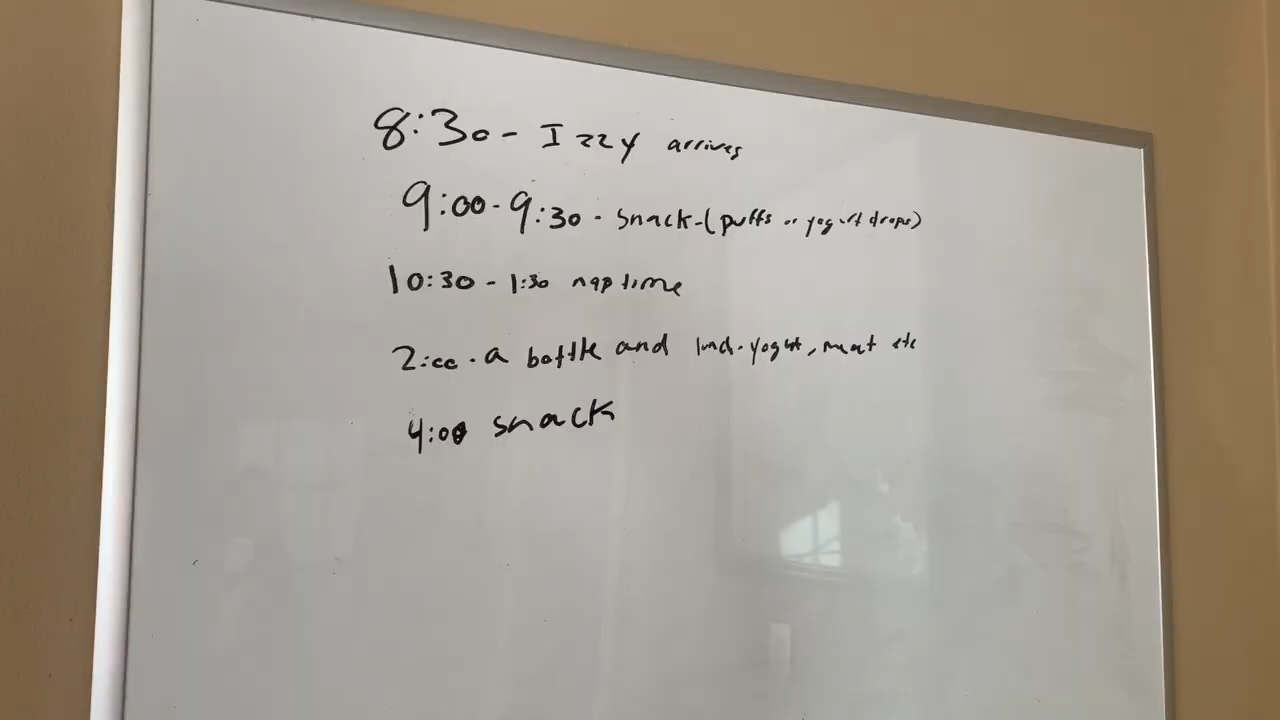 8:30 - Izzy arrives
9:00 - 9:30 - snack - (puffs or yogurt drops)
10:30 - 1:30 nap time
2:00 - a bottle and yogurt, meat etc
4:00 snack